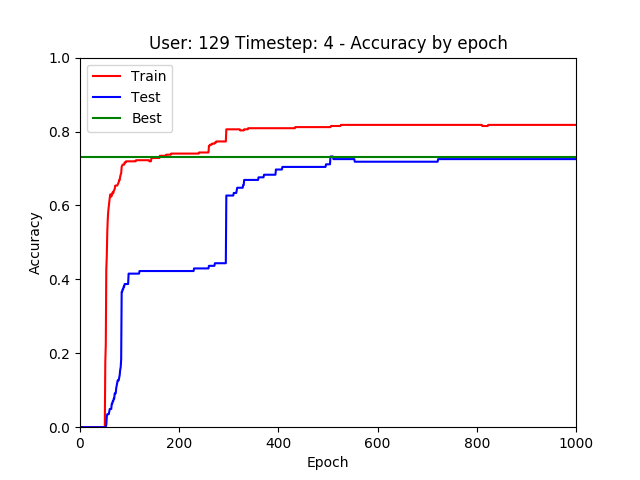 User: 129 Timestep: 4 - Accuracy by epoch
1.0
0.8
0.6
0.4
0.2
0.0
Accuracy
Train
Test
Best
0 200 400 600 800 1000
Epoch